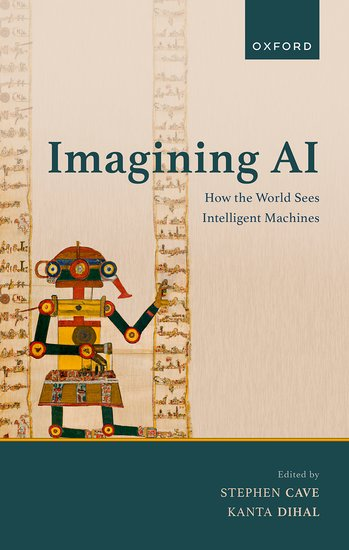 OXFORD
Imagining AI
How the World Sees
Intelligent Machines
Edited by
STEPHEN CAVE
KANTA DIHAL